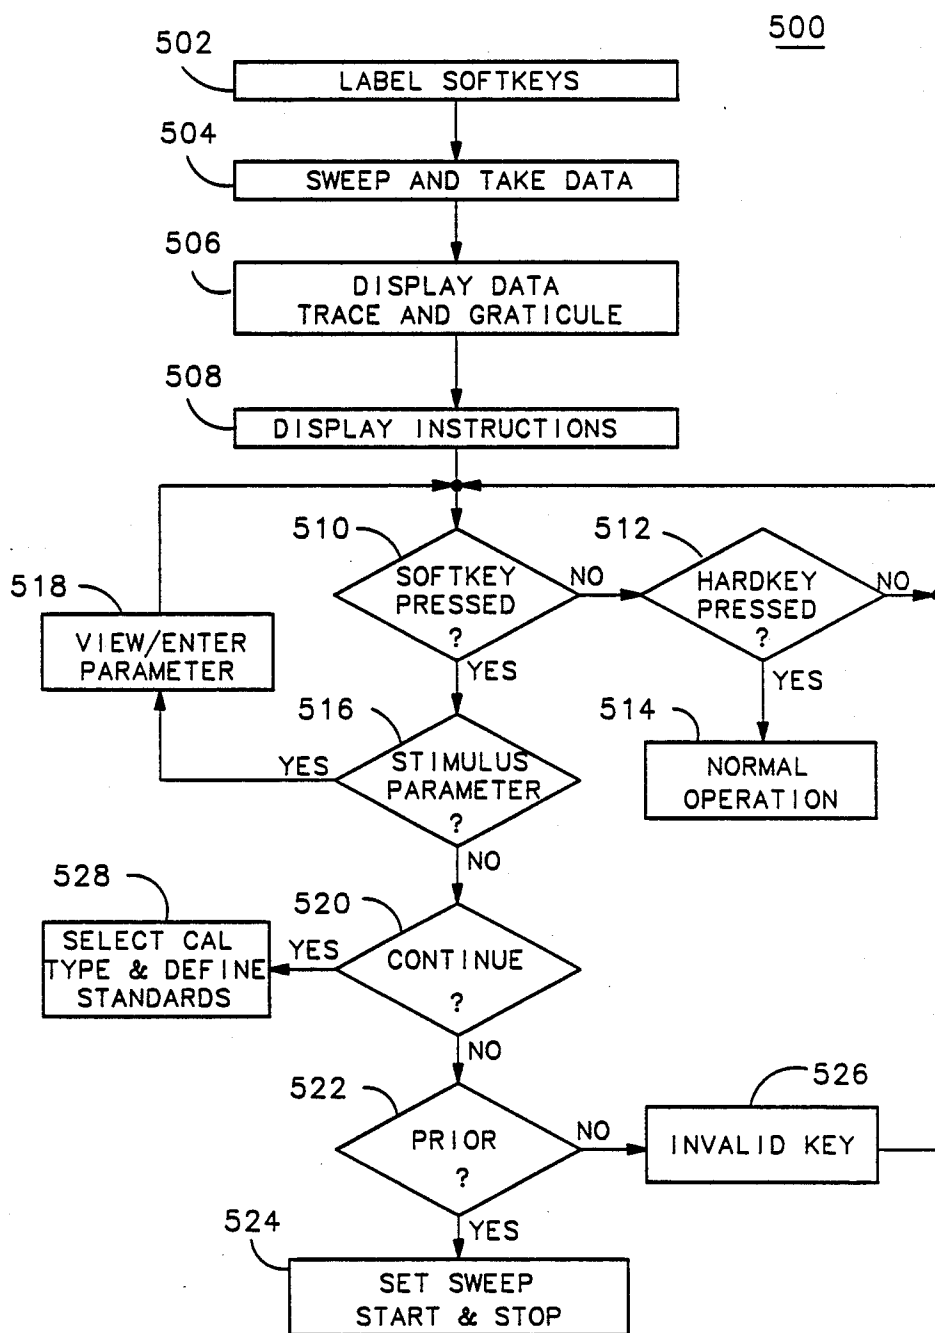 500
502
LABEL SOFTKEYS
504
SWEEP AND TAKE DATA
506
DISPLAY DATA
TRACE AND GRATICULE
508
DISPLAY INSTRUCTIONS
510
SOFTKEY
PRESSED
?
NO
YES
512
HARDKEY
PRESSED
?
NO
YES
514
NORMAL
OPERATION
518
VIEW/ENTER
PARAMETER
516
STIMULUS
PARAMETER
?
YES
NO
528
SELECT CAL
TYPE & DEFINE
STANDARDS
520
CONTINUE
?
YES
NO
522
PRIOR
?
NO
YES
526
INVALID KEY
524
SET SWEEP
START & STOP